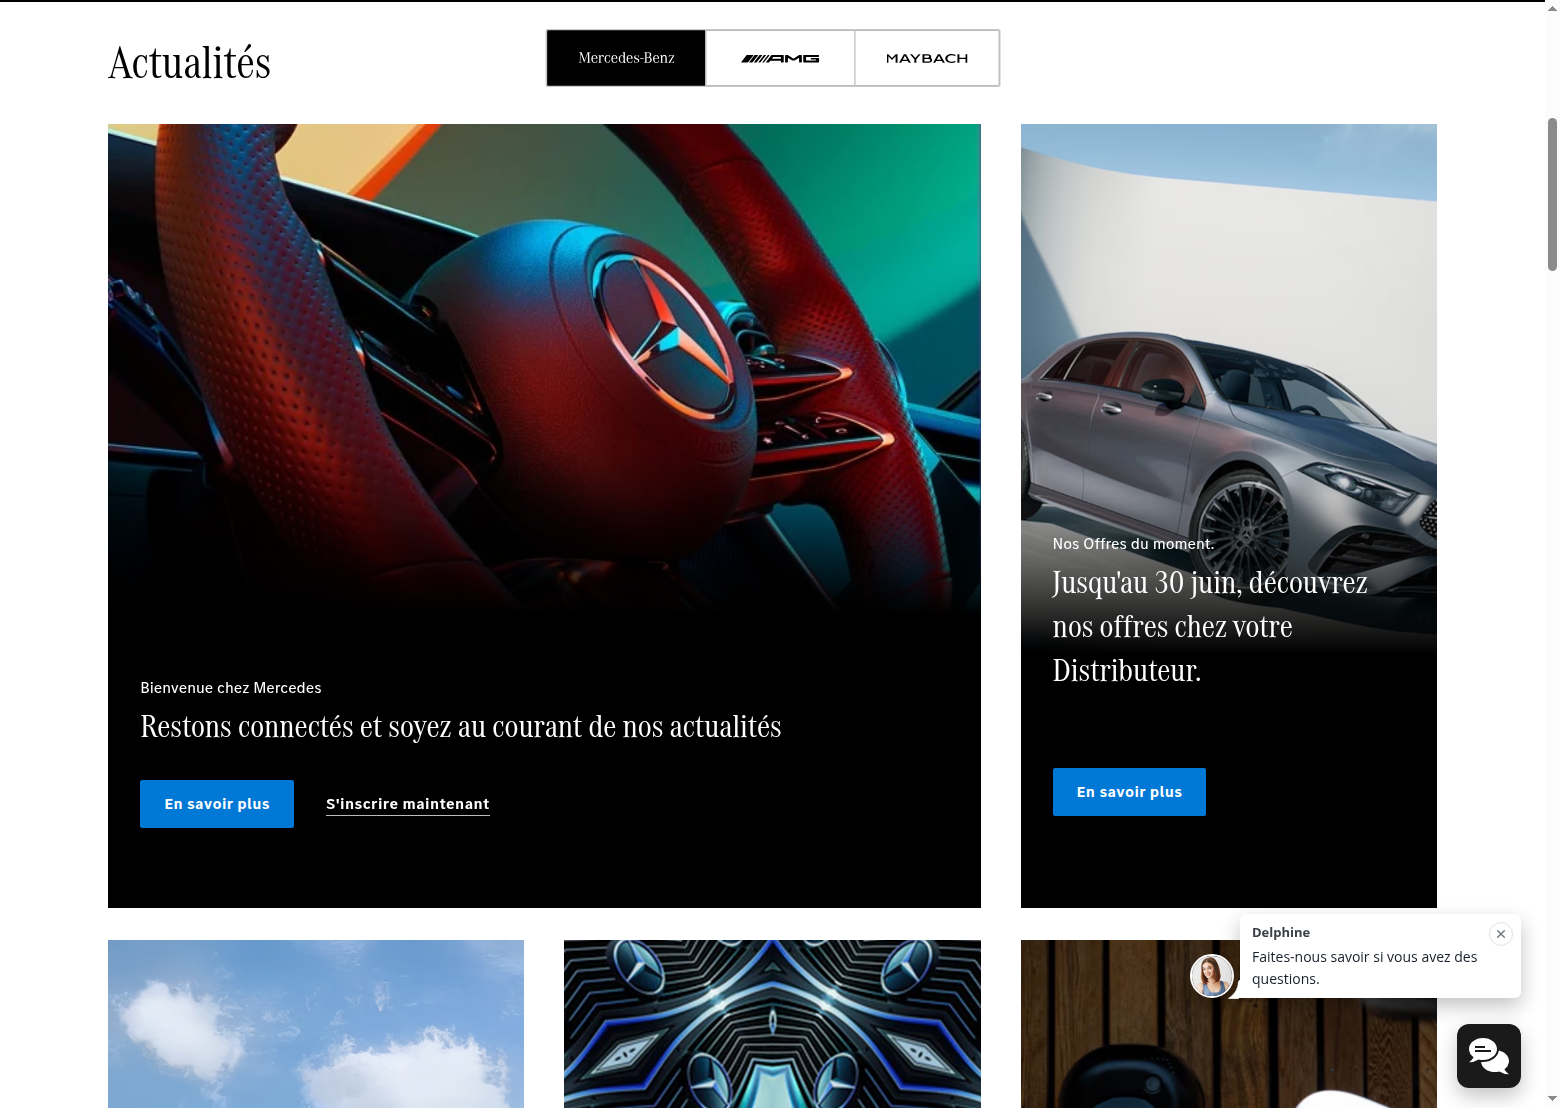 Actualités
Mercedes-Benz
AMG
MAYBACH
Bienvenue chez Mercedes
Restons connectés et soyez au courant de nos actualités
En savoir plus
S'inscrire maintenant
Nos Offres du moment.
Jusqu'au 30 juin, découvrez
nos offres chez votre
Distributeur.
En savoir plus
Delphine
Faites-nous savoir si vous avez des
questions.